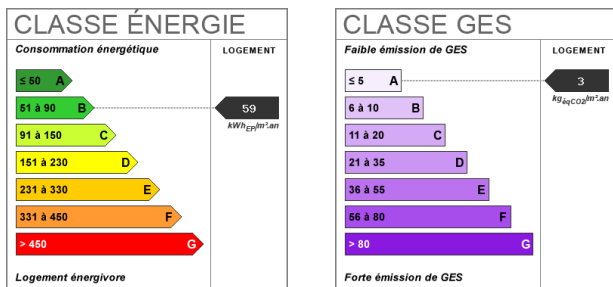 CLASSE ÉNERGIE
Consommation énergétique
LOGEMENT
≤ 50 A
51 à 90 B
59
kWhEP/m².an
91 à 150 C
151 à 230 D
231 à 330 E
331 à 450 F
> 450 G
Logement énergivore
CLASSE GES
Faible émission de GES
LOGEMENT
≤ 5 A
3
kgéqCO2/m².an
6 à 10 B
11 à 20 C
21 à 35 D
36 à 55 E
56 à 80 F
> 80 G
Forte émission de GES